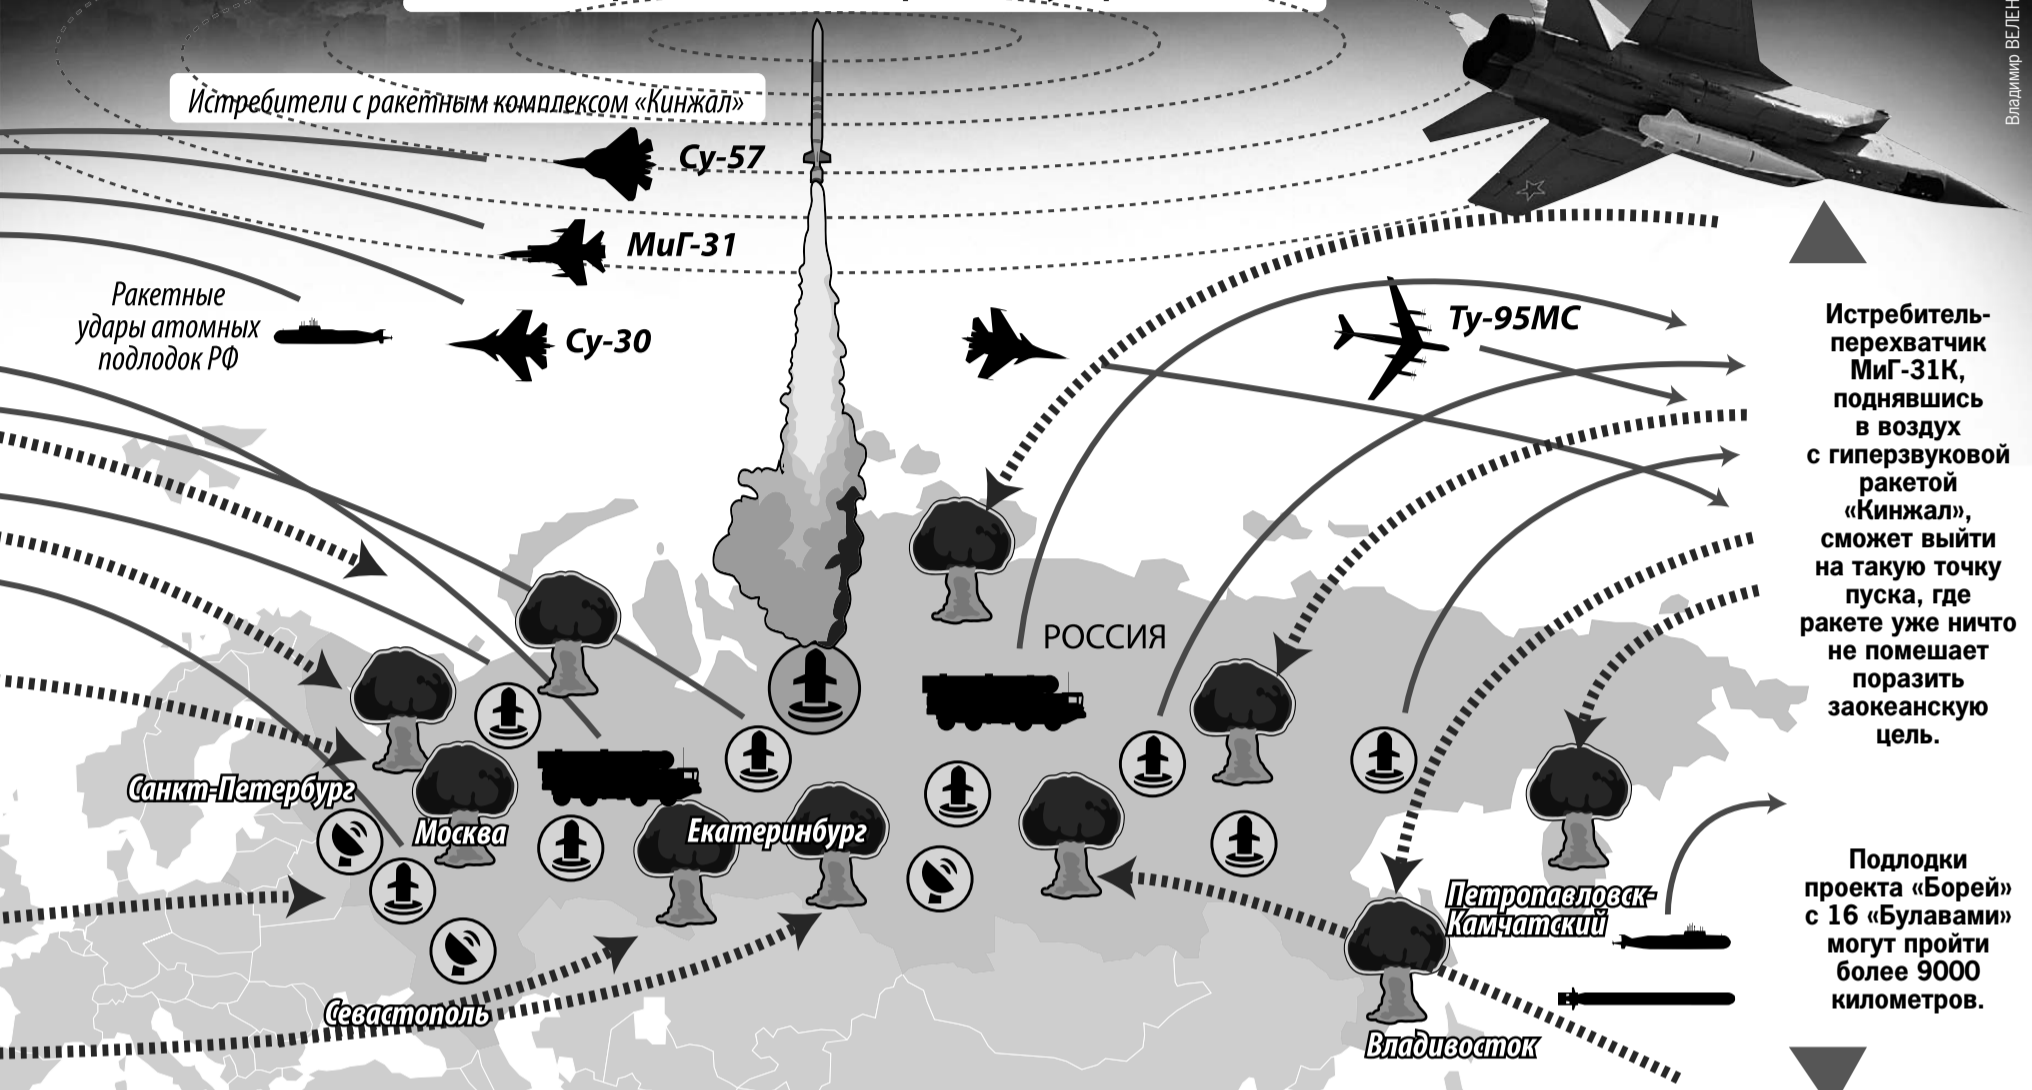 Владимир ВЕЛЕН
Истребители с ракетным комплексом «Кинжал»
Су-57
МиГ-31
Су-30
Ракетные
удары атомных
подлодок РФ
Ту-95МС
Истребитель-
перехватчик
МиГ-31К,
поднявшись
в воздух
с гиперзвуковой
ракетой
«Кинжал»,
сможет выйти
на такую точку
пуска, где
ракете уже ничто
не помешает
поразить
заокеанскую
цель.
РОССИЯ
Санкт-Петербург
Москва
Екатеринбург
Петропавловск-
Камчатский
Севастополь
Владивосток
Подлодки
проекта «Борей»
с 16 «Булавами»
могут пройти
более 9000
километров.